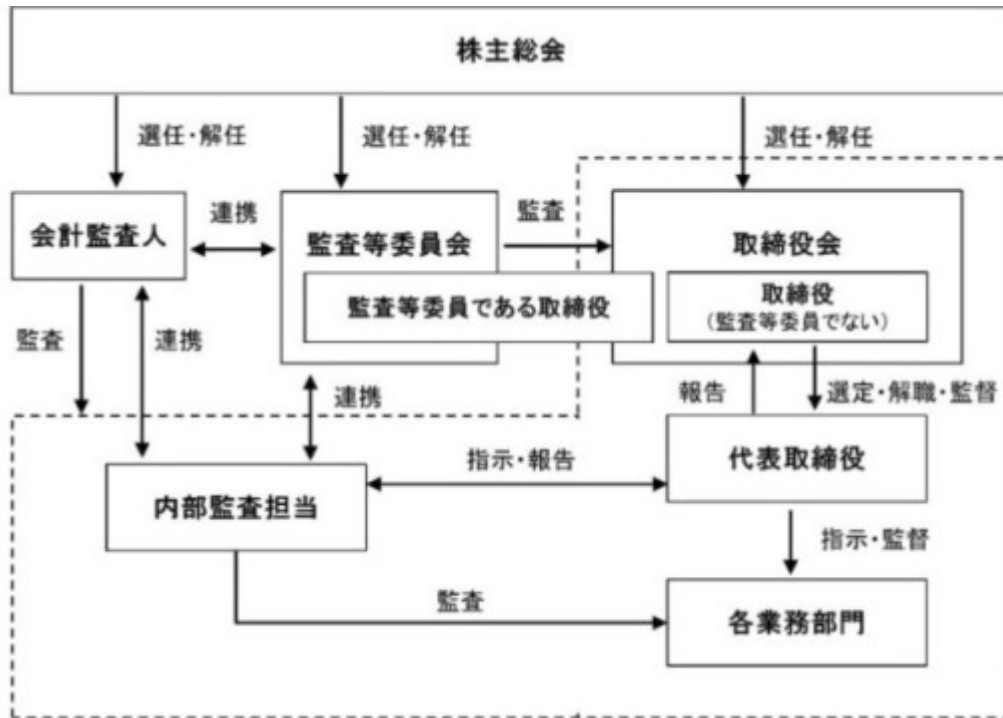 株主総会
選任・解任
選任・解任
選任・解任
会計監査人
連携
監査等委員会
監査
取締役会
監査等委員である取締役
取締役
（監査等委員でない）
監査
連携
連携
報告
選定・解職・監督
内部監査担当
指示・報告
代表取締役
指示・監督
監査
各業務部門